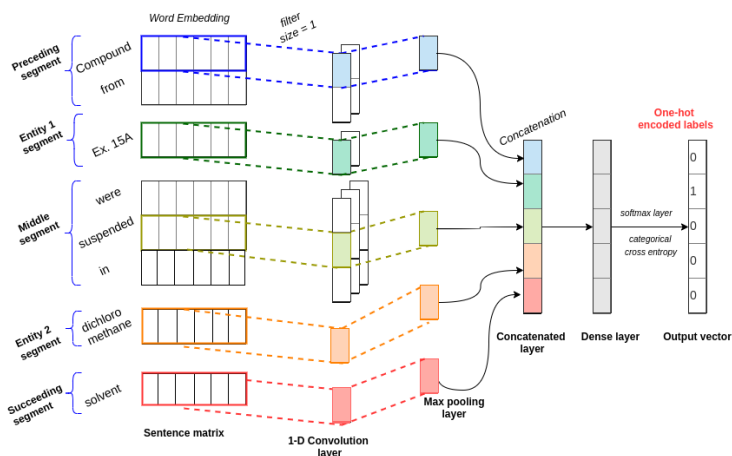 Word Embedding
filter
size = 1
Preceding
segment
Compound
from
Entity 1
segment
Ex. 15A
Middle
segment
were
suspended
in
Entity 2
segment
dichloro
methane
Succeeding
segment
solvent
Sentence matrix
1-D Convolution
layer
Max pooling
layer
Concatenation
Concatenated
layer
Dense layer
softmax layer
categorical
cross entropy
One-hot
encoded labels
0
1
0
0
0
Output vector